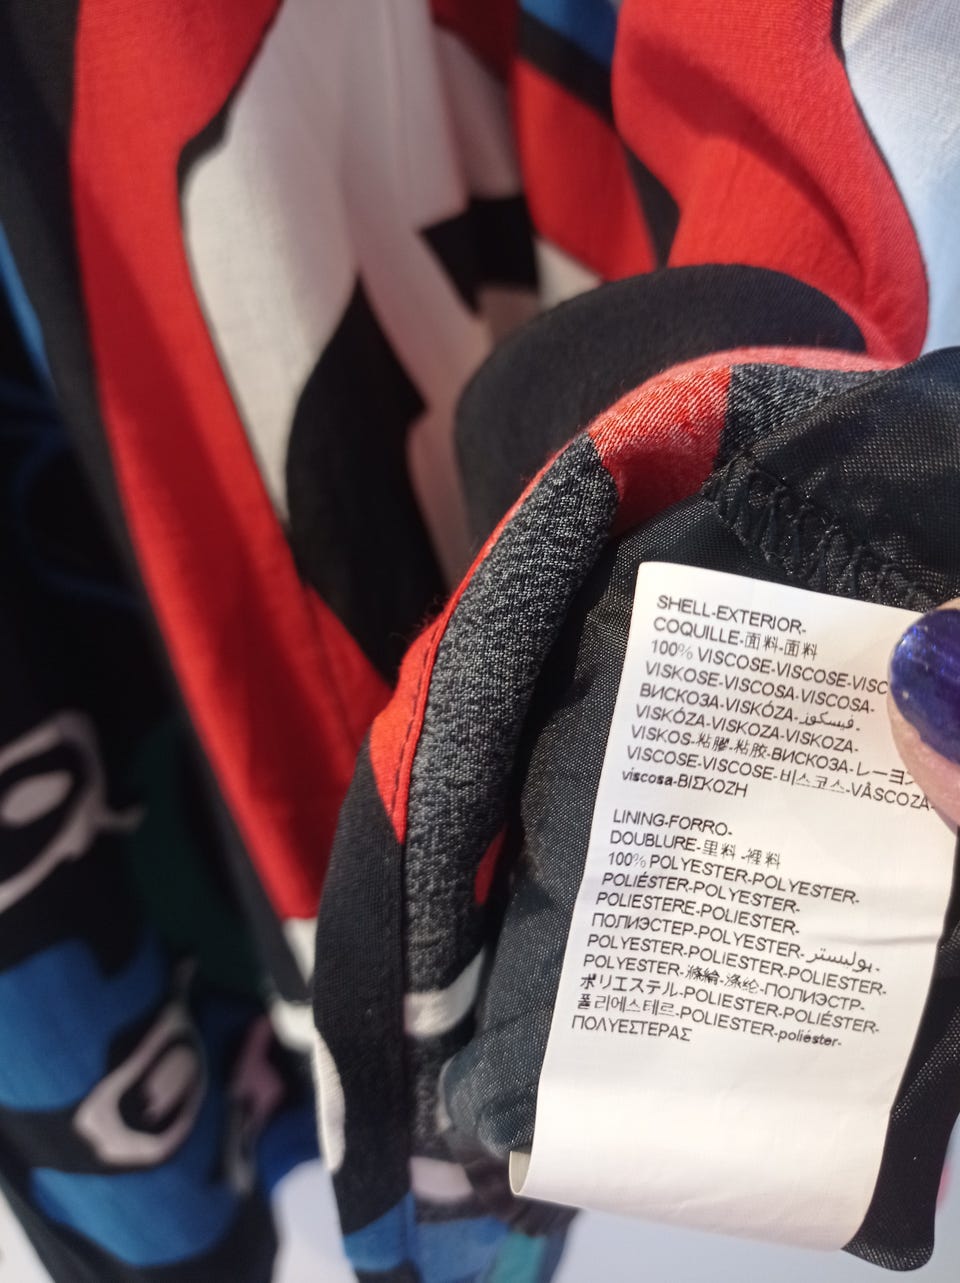 SHELL-EXTERIOR-
COQUILLE-面料-面料
100% VISCOSE-VISCOSE-VISC
VISKOSE-VISCOSA-VISCOSA-
ВИСКОЗА-VISKÓZA-فيسكوز-
VISKÓZA-VISKOZA-VISKOZA-
VISKOS-粘膠-粘胶-ВИСКОЗА-レーヨ
VISCOSE-VISCOSE-비스코스-VÂSCOZA-
viscosa-ΒΙΣΚΟΖΗ
LINING-FORRO-
DOUBLURE-里料-裡料
100% POLYESTER-POLYESTER-
POLIÉSTER-POLYESTER-
POLIESTERE-POLIESTER-
ПОЛИЭСТЕР-POLYESTER-بوليستر-
POLYESTER-POLIESTER-POLIESTER-
POLYESTER-滌綸-涤纶-ПОЛИЭСТР-
ポリエステル-POLIESTER-POLIÉSTER-
폴리에스테르-POLIESTER-poliéster-
ΠΟΛΥΕΣΤΕΡΑΣ